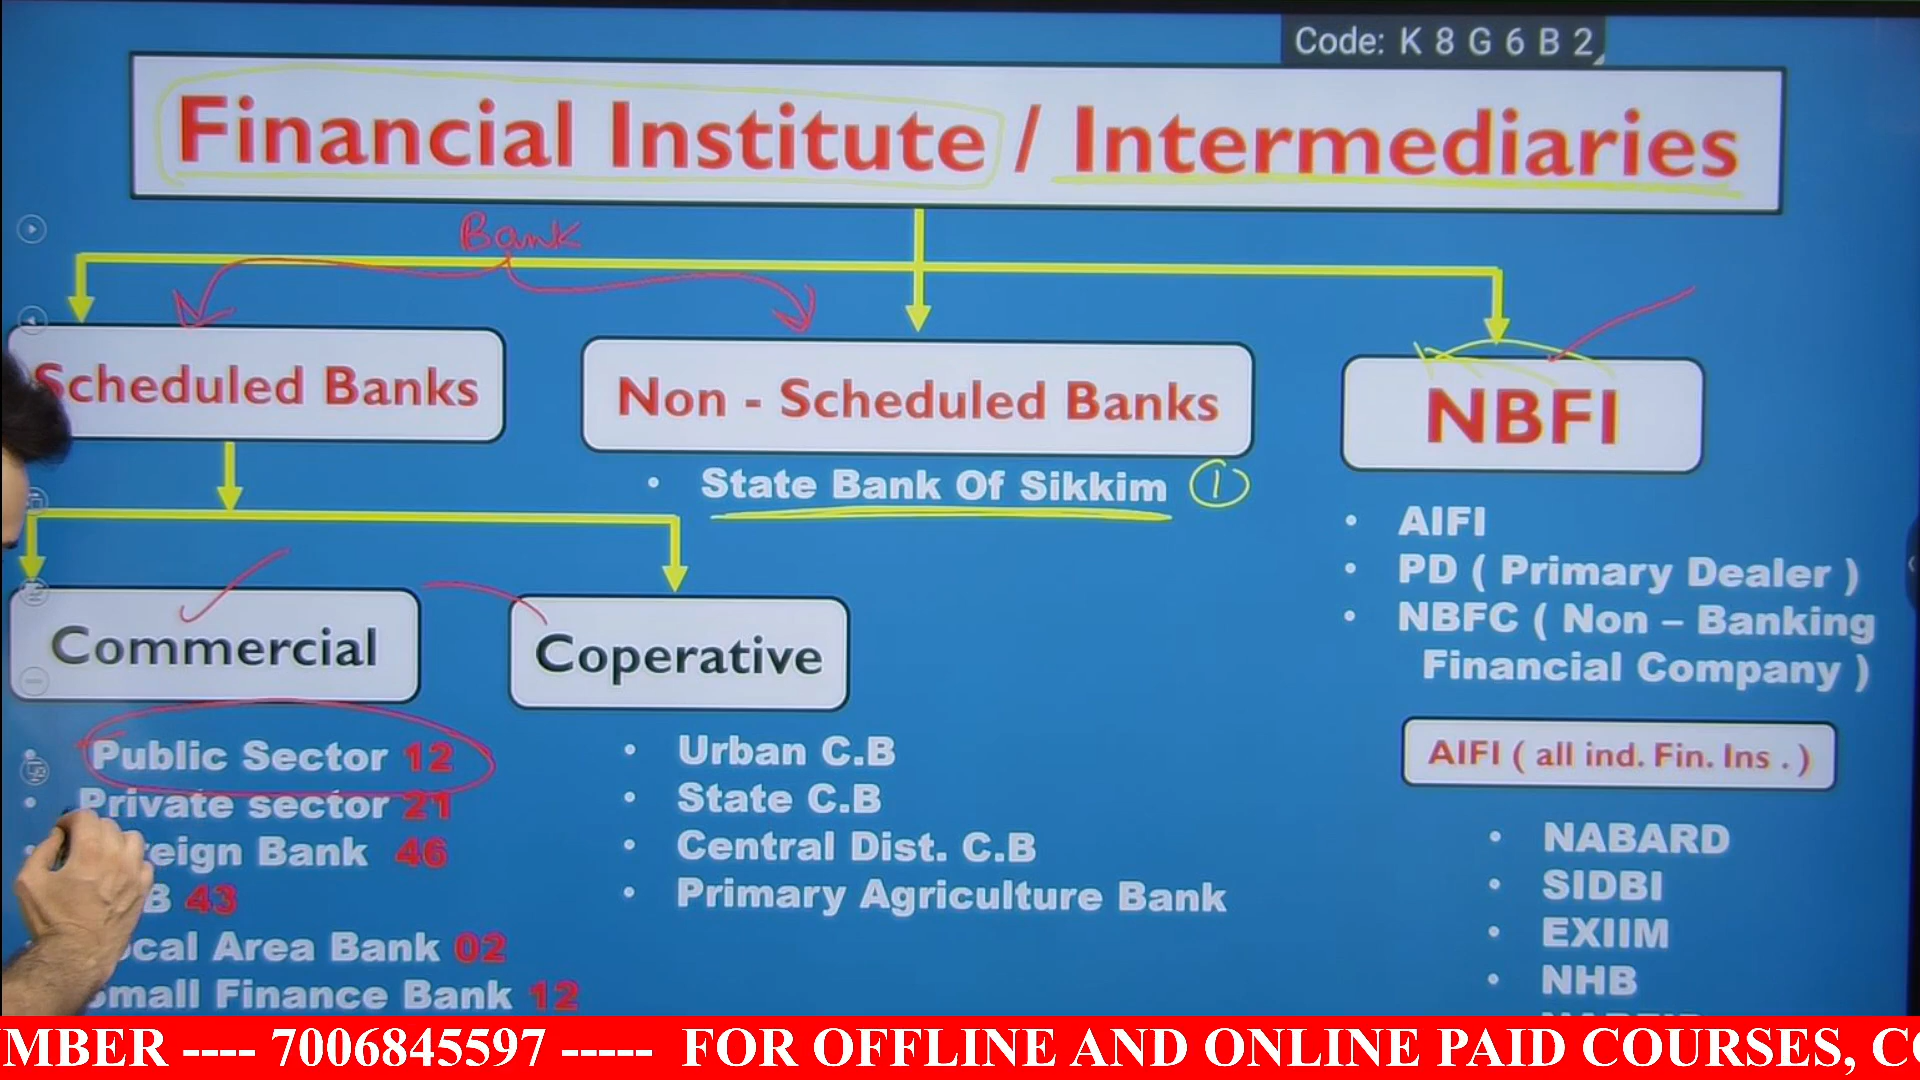 Code: K 8 G 6 B 2
Financial Institute / Intermediaries
Bank
Scheduled Banks
Non - Scheduled Banks
NBFI
• State Bank Of Sikkim 1
• AIFI
• PD ( Primary Dealer )
• NBFC ( Non – Banking
Financial Company )
Commercial
Coperative
AIFI ( all ind. Fin. Ins . )
• Public Sector 12
• Private sector 21
eign Bank 46
B 43
cal Area Bank 02
mall Finance Bank 12
• Urban C.B
• State C.B
• Central Dist. C.B
• Primary Agriculture Bank
• NABARD
• SIDBI
• EXIIM
• NHB
MBER ---- 7006845597 ----- FOR OFFLINE AND ONLINE PAID COURSES, C